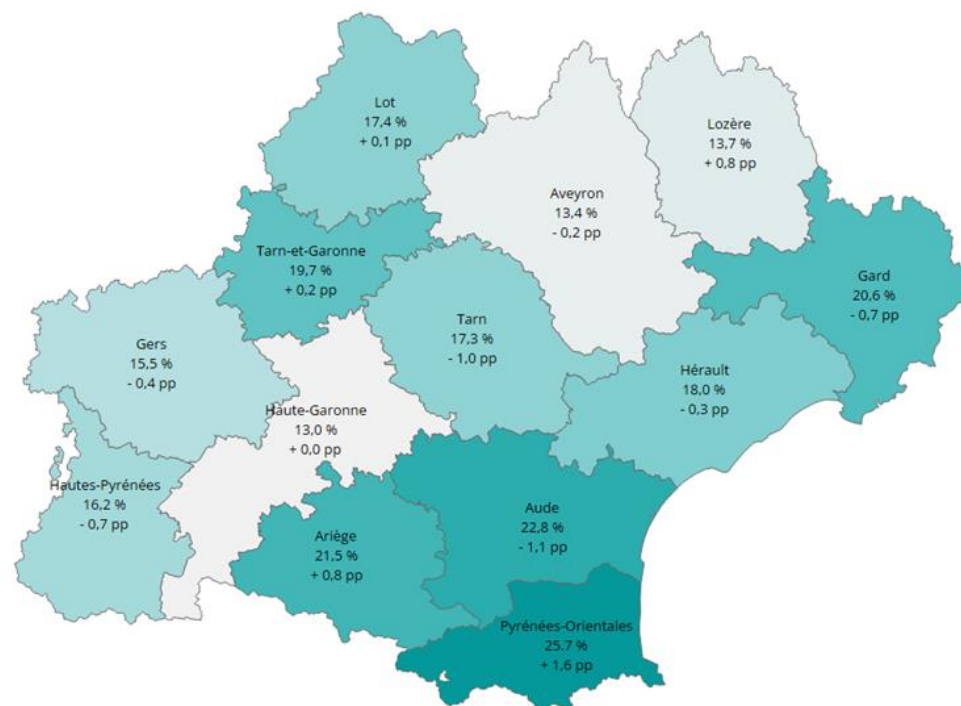 Lot
17,4 %
+ 0,1 pp
Lozère
13,7 %
+ 0,8 pp
Aveyron
13,4 %
- 0,2 pp
Tarn-et-Garonne
19,7 %
+ 0,2 pp
Gard
20,6 %
- 0,7 pp
Tarn
17,3 %
- 1,0 pp
Gers
15,5 %
- 0,4 pp
Hérault
18,0 %
- 0,3 pp
Haute-Garonne
13,0 %
+ 0,0 pp
Hautes-Pyrénées
16,2 %
- 0,7 pp
Aude
22,8 %
- 1,1 pp
Ariège
21,5 %
+ 0,8 pp
Pyrénées-Orientales
25.7 %
+ 1,6 pp